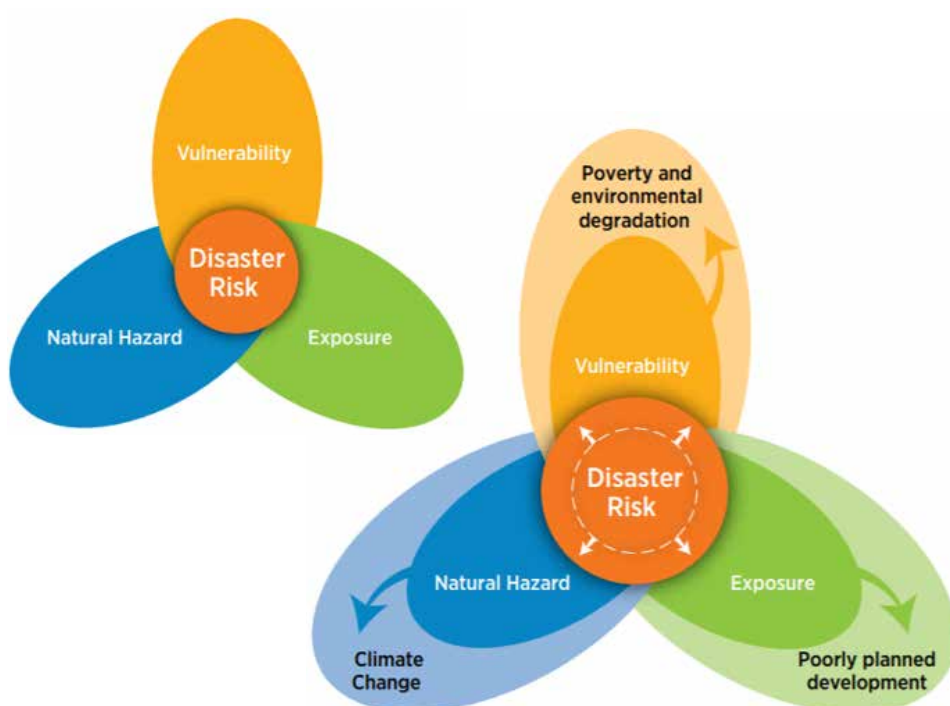 Vulnerability
Disaster
Risk
Natural Hazard
Exposure
Poverty and
environmental
degradation
Vulnerability
Disaster
Risk
Natural Hazard
Exposure
Climate
Change
Poorly planned
development